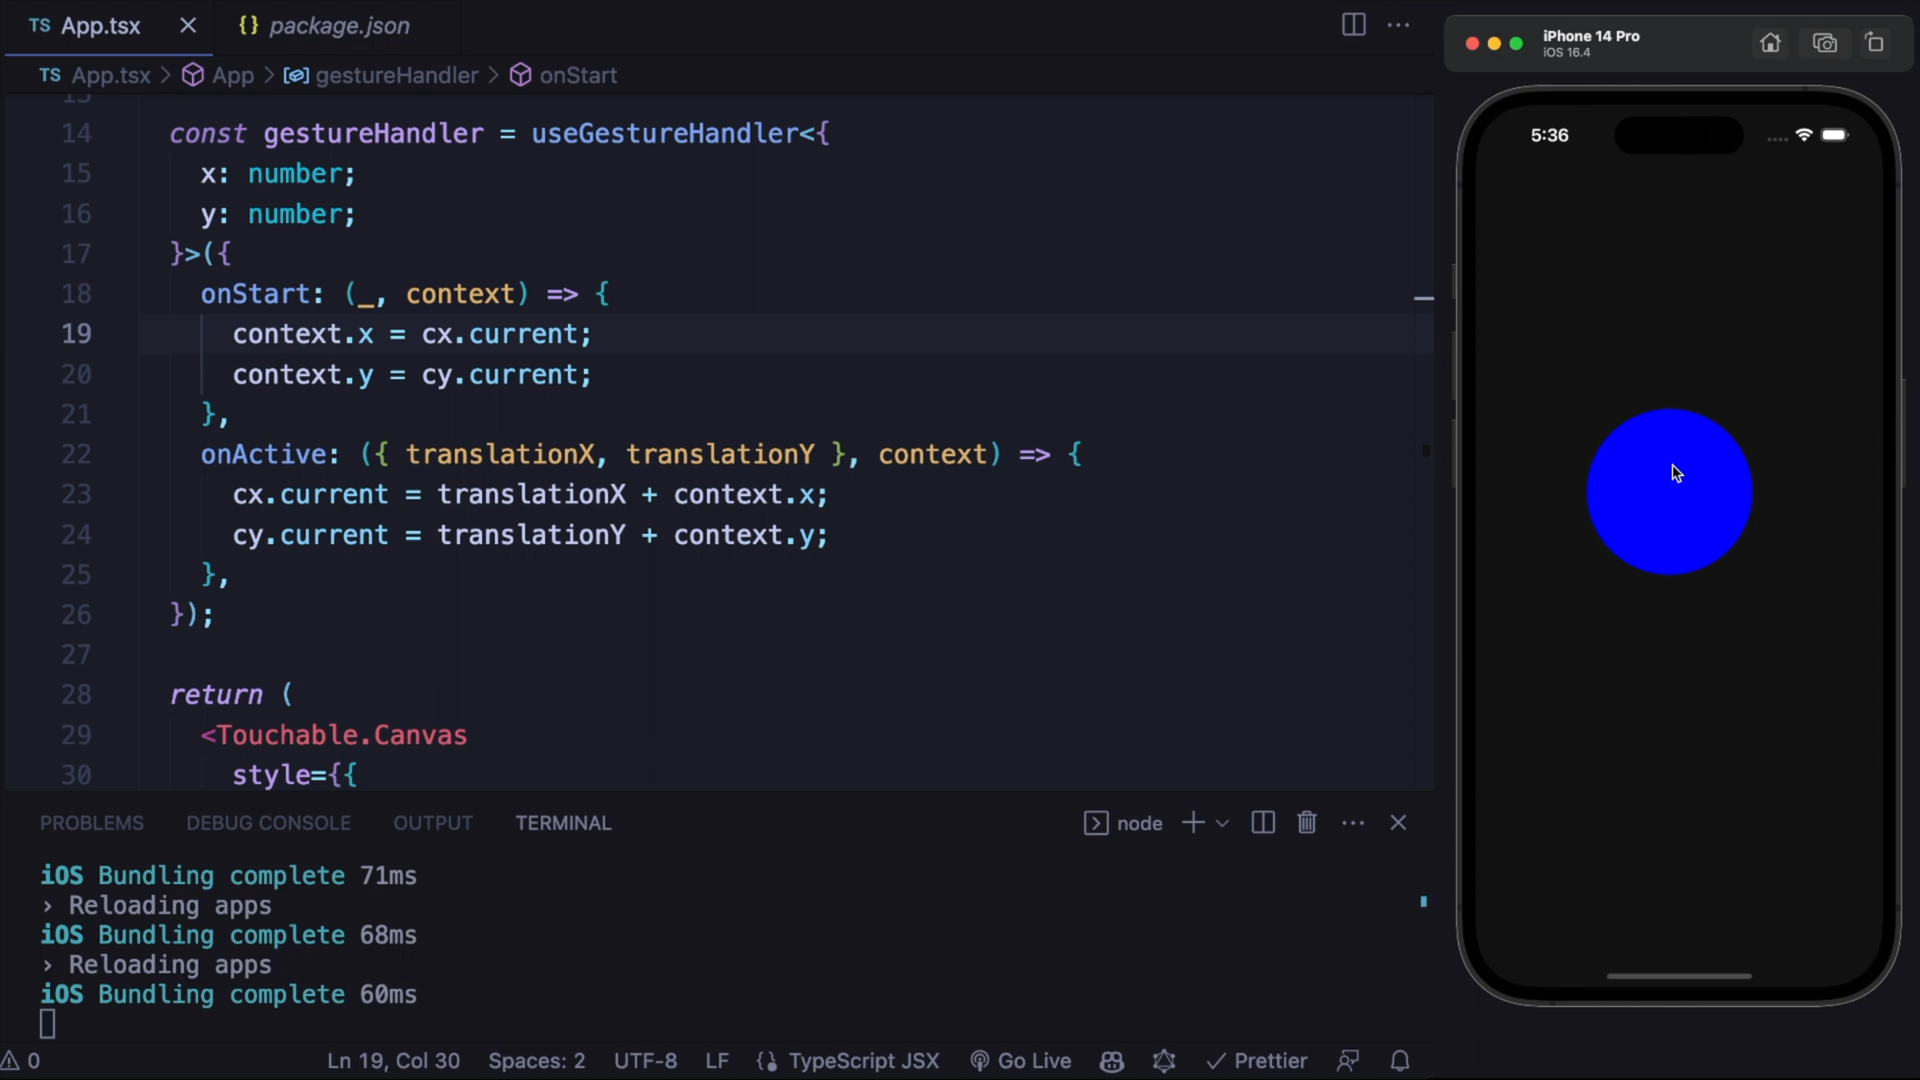 TS App.tsx
{} package.json
TS App.tsx > App > gestureHandler > onStart
14 const gestureHandler = useGestureHandler<{
15 x: number;
16 y: number;
17 }>({
18 onStart: (_, context) => {
19 context.x = cx.current;
20 context.y = cy.current;
21 },
22 onActive: ({ translationX, translationY }, context) => {
23 cx.current = translationX + context.x;
24 cy.current = translationY + context.y;
25 },
26 });
27
28 return (
29 <Touchable.Canvas
30 style={{
PROBLEMS DEBUG CONSOLE OUTPUT TERMINAL node
iOS Bundling complete 71ms
› Reloading apps
iOS Bundling complete 68ms
› Reloading apps
iOS Bundling complete 60ms
0 Ln 19, Col 30 Spaces: 2 UTF-8 LF TypeScript JSX Go Live Prettier
iPhone 14 Pro
iOS 16.4
5:36